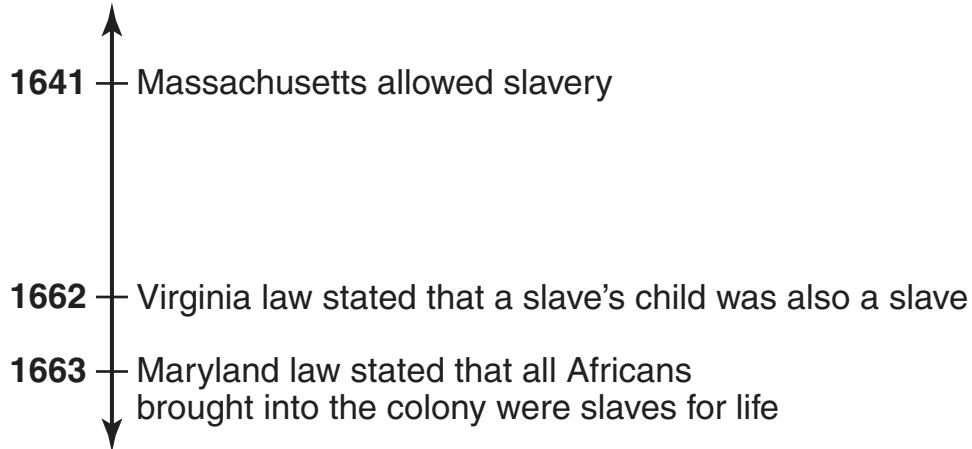 1641 Massachusetts allowed slavery
1662 Virginia law stated that a slave's child was also a slave
1663 Maryland law stated that all Africans
brought into the colony were slaves for life